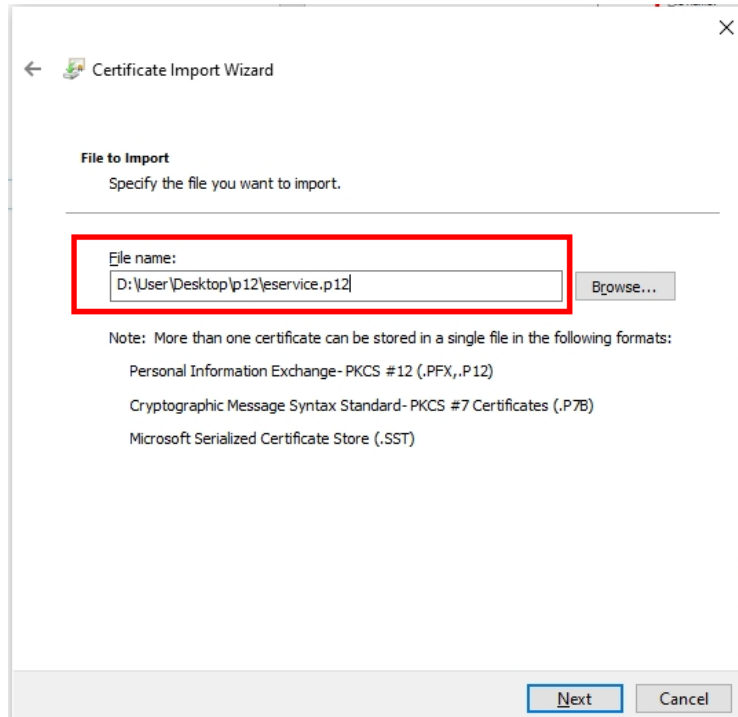 Certificate Import Wizard
File to Import
Specify the file you want to import.
File name:
D:\User\Desktop\p12\eservice.p12
Browse...
Note: More than one certificate can be stored in a single file in the following formats:
Personal Information Exchange- PKCS #12 (.PFX,.P12)
Cryptographic Message Syntax Standard- PKCS #7 Certificates (.P7B)
Microsoft Serialized Certificate Store (.SST)
Next
Cancel